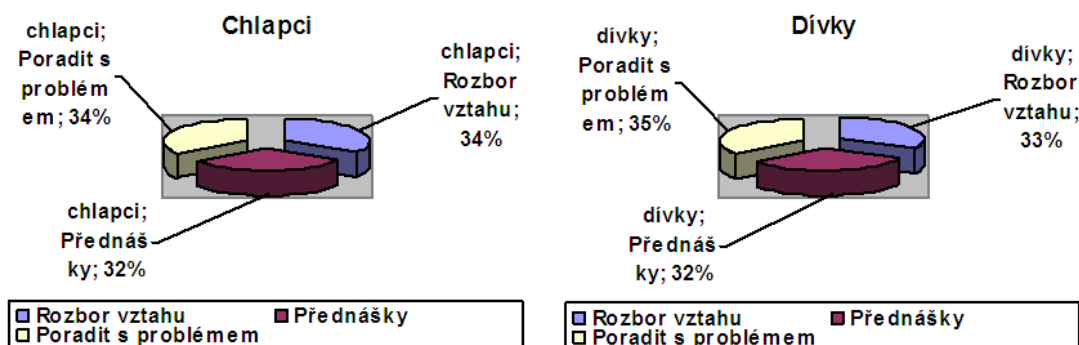 Chlapci
chlapci;
Poradit s
problém
em; 34%
chlapci;
Rozbor
vztahu;
34%
chlapci;
Přednáš
ky; 32%
Rozbor vztahu
Přednášky
Poradit s problémem
Dívky
dívky;
Poradit s
problém
em; 35%
dívky;
Rozbor
vztahu;
33%
dívky;
Přednáš
ky; 32%
Rozbor vztahu
Přednášky
Poradit s problémem